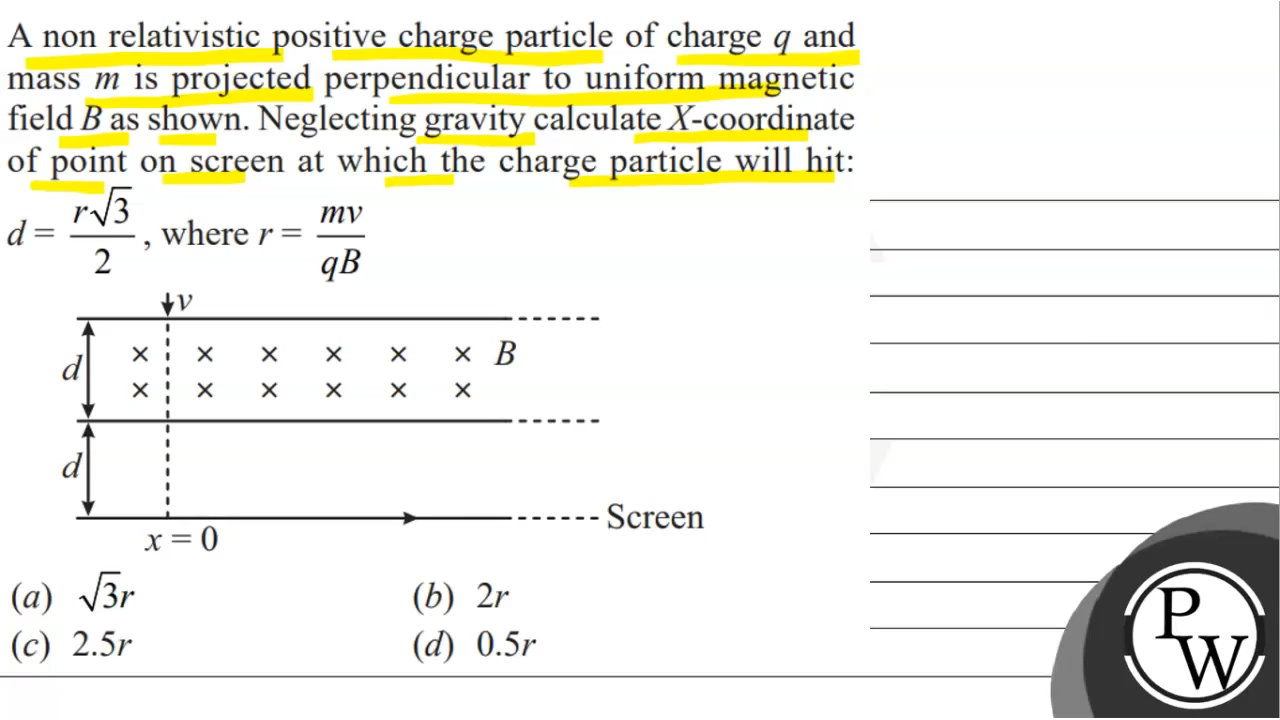 A non relativistic positive charge particle of charge q and
mass m is projected perpendicular to uniform magnetic
field B as shown. Neglecting gravity calculate X-coordinate
of point on screen at which the charge particle will hit:
d = r√3/2, where r = mv/qB
v
d × × × × × × B
× × × × × ×
d
Screen
x = 0
(a) √3r (b) 2r
(c) 2.5r (d) 0.5r
P
W